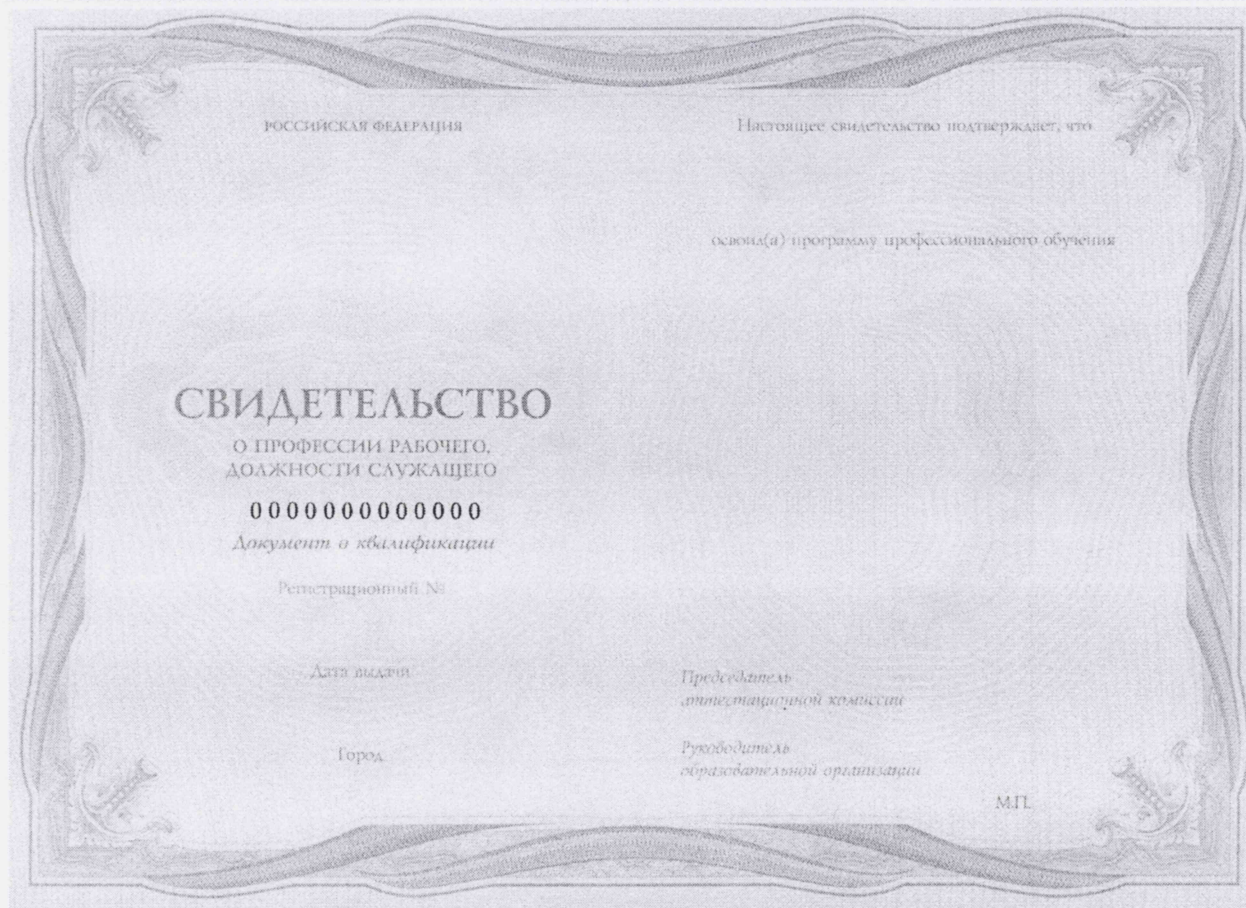 РОССИЙСКАЯ ФЕДЕРАЦИЯ
СВИДЕТЕЛЬСТВО
О ПРОФЕССИИ РАБОЧЕГО,
ДОЛЖНОСТИ СЛУЖАЩЕГО
0000000000000
Документ о квалификации
Регистрационный №
Дата выдачи
Город
Настоящее свидетельство подтверждает, что
освоил(а) программу профессионального обучения
Председатель
аттестационной комиссии
Руководитель
образовательной организации
М.П.